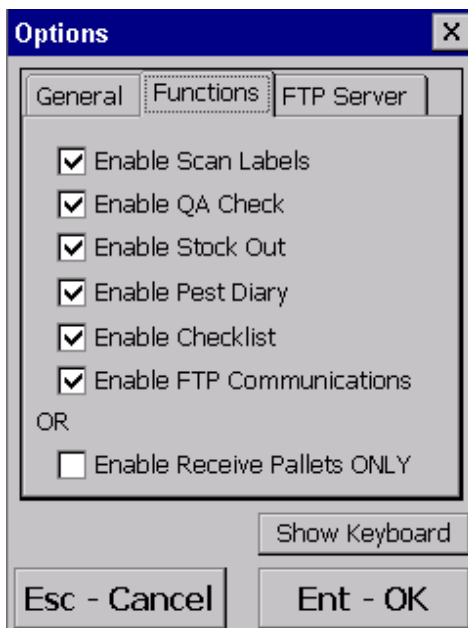 Options
General Functions FTP Server
Enable Scan Labels
Enable QA Check
Enable Stock Out
Enable Pest Diary
Enable Checklist
Enable FTP Communications
OR
Enable Receive Pallets ONLY
Show Keyboard
Esc - Cancel Ent - OK